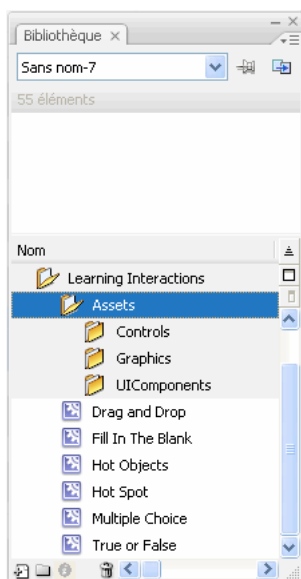 Bibliothèque
Sans nom-7
55 éléments
Nom
Learning Interactions
Assets
Controls
Graphics
UIComponents
Drag and Drop
Fill In The Blank
Hot Objects
Hot Spot
Multiple Choice
True or False